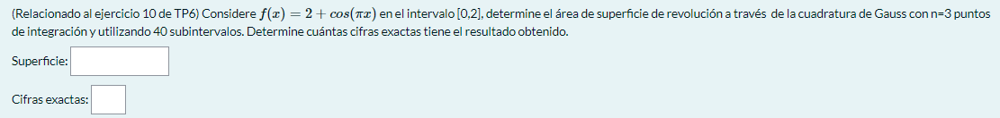 (Relacionado al ejercicio 10 de TP6) Considere f(x) = 2 + cos(πx) en el intervalo [0,2], determine el área de superficie de revolución a través de la cuadratura de Gauss con n=3 puntos
de integración y utilizando 40 subintervalos. Determine cuántas cifras exactas tiene el resultado obtenido.
Superficie:
Cifras exactas: